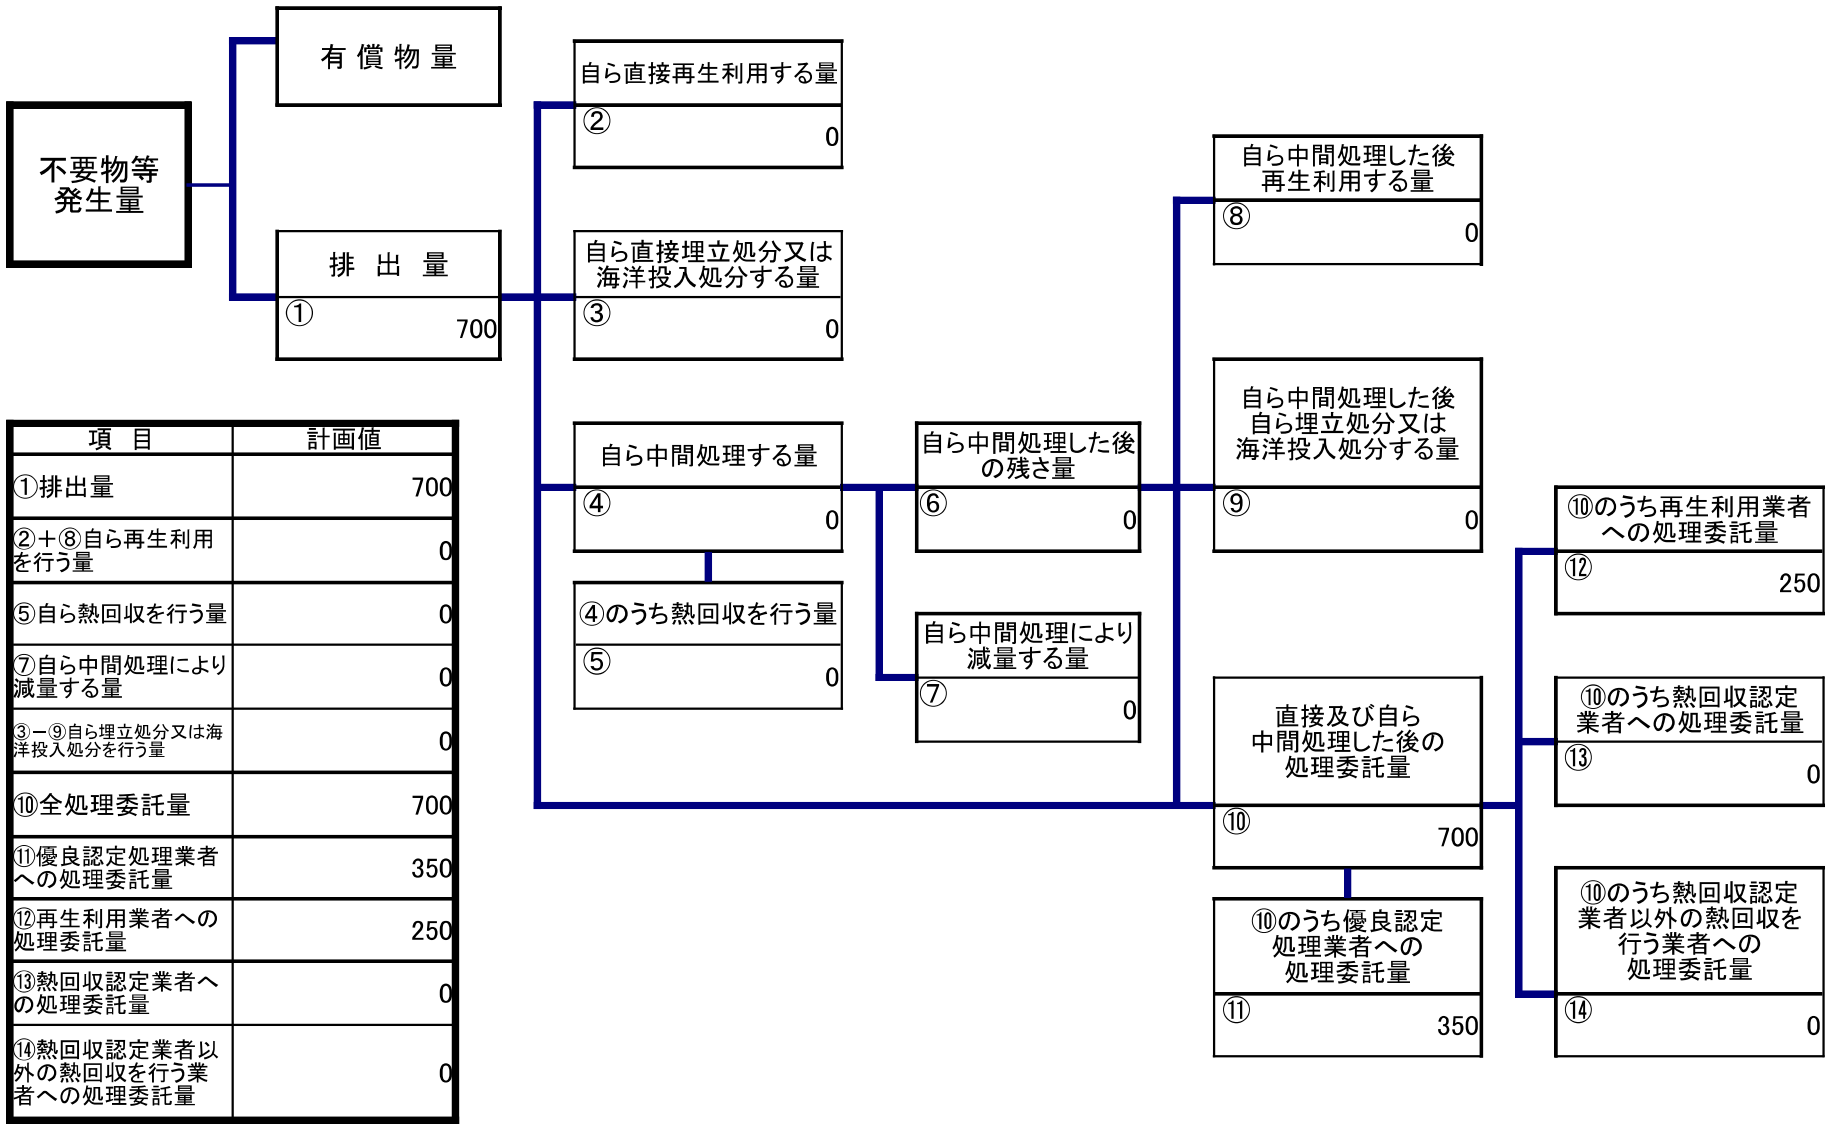 有償物量
不要物等
発生量
排出量
①
700
自ら直接再生利用する量
②
0
自ら直接埋立処分又は
海洋投入処分する量
③
0
自ら中間処理する量
④
0
④のうち熱回収を行う量
⑤
0
自ら中間処理した後
の残さ量
⑥
0
自ら中間処理により
減量する量
⑦
0
自ら中間処理した後
再生利用する量
⑧
0
自ら中間処理した後
自ら埋立処分又は
海洋投入処分する量
⑨
0
直接及び自ら
中間処理した後の
処理委託量
⑩
700
⑩のうち優良認定
処理業者への
処理委託量
⑪
350
⑩のうち再生利用業者
への処理委託量
⑫
250
⑩のうち熱回収認定
業者への処理委託量
⑬
0
⑩のうち熱回収認定
業者以外の熱回収を
行う業者への
処理委託量
⑭
0
項目 計画値
①排出量 700
②＋⑧自ら再生利用
を行う量 0
⑤自ら熱回収を行う量 0
⑦自ら中間処理により
減量する量 0
③－⑨自ら埋立処分又は海
洋投入処分を行う量 0
⑩全処理委託量 700
⑪優良認定処理業者
への処理委託量 350
⑫再生利用業者への
処理委託量 250
⑬熱回収認定業者へ
の処理委託量 0
⑭熱回収認定業者以
外の熱回収を行う業
者への処理委託量 0